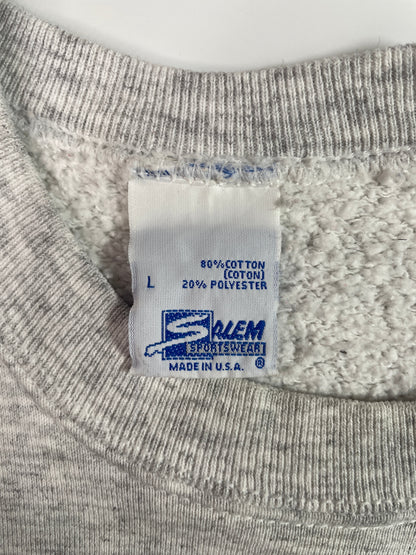 80% COTTON
(COTON)
L 20% POLYESTER
SALEM
SPORTSWEAR
MADE IN U.S.A. ®